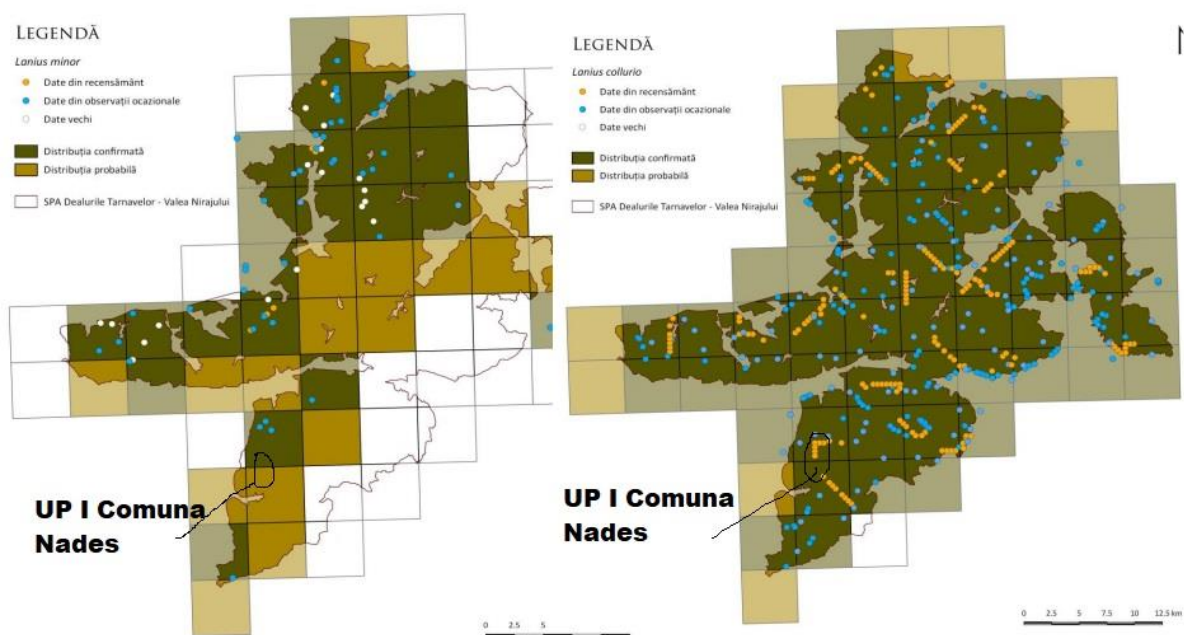 LEGENDĂ
Lanius minor
Date din recensământ
Date din observații ocazionale
Date vechi
Distribuția confirmată
Distribuția probabilă
SPA Dealurile Tarnavelor - Valea Nirajului
UP I Comuna
Nades
0 2.5 5
LEGENDĂ
Lanius collurio
Date din recensământ
Date din observații ocazionale
Date vechi
Distribuția confirmată
Distribuția probabilă
SPA Dealurile Tarnavelor - Valea Nirajului
UP I Comuna
Nades
0 2.5 5 7.5 10 12.5 km